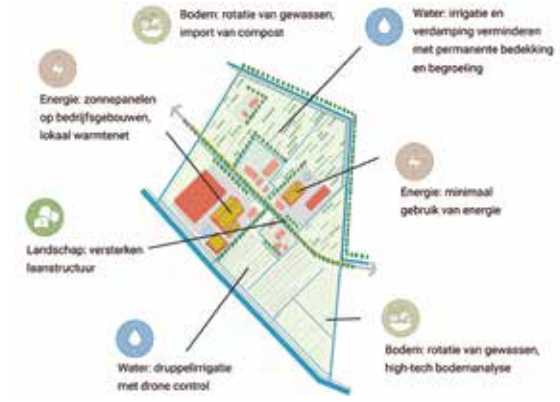 Bodem: rotatie van gewassen,
import van compost
Water: irrigatie en
verdamping verminderen
met permanente bedekking
en begroeiing
Energie: zonnepanelen
op bedrijfsgebouwen,
lokaal warmtenet
Energie: minimaal
gebruik van energie
Landschap: versterken
laanstructuur
Water: druppelirrigatie
met drone control
Bodem: rotatie van gewassen,
high-tech bodemanalyse